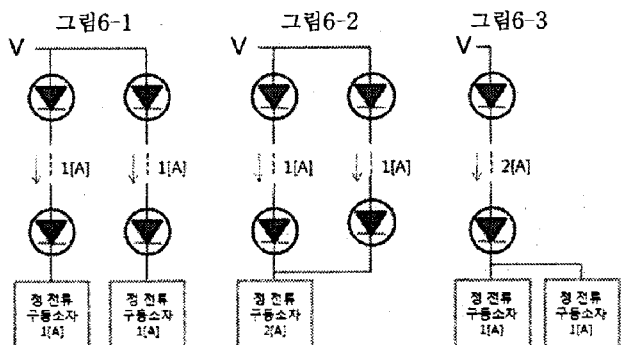 그림6-1
그림6-2
그림6-3
V
V
V
1[A]
1[A]
1[A]
1[A]
2[A]
정 전류
구동소자
1[A]
정 전류
구동소자
1[A]
정 전류
구동소자
2[A]
정 전류
구동소자
1[A]
정 전류
구동소자
1[A]